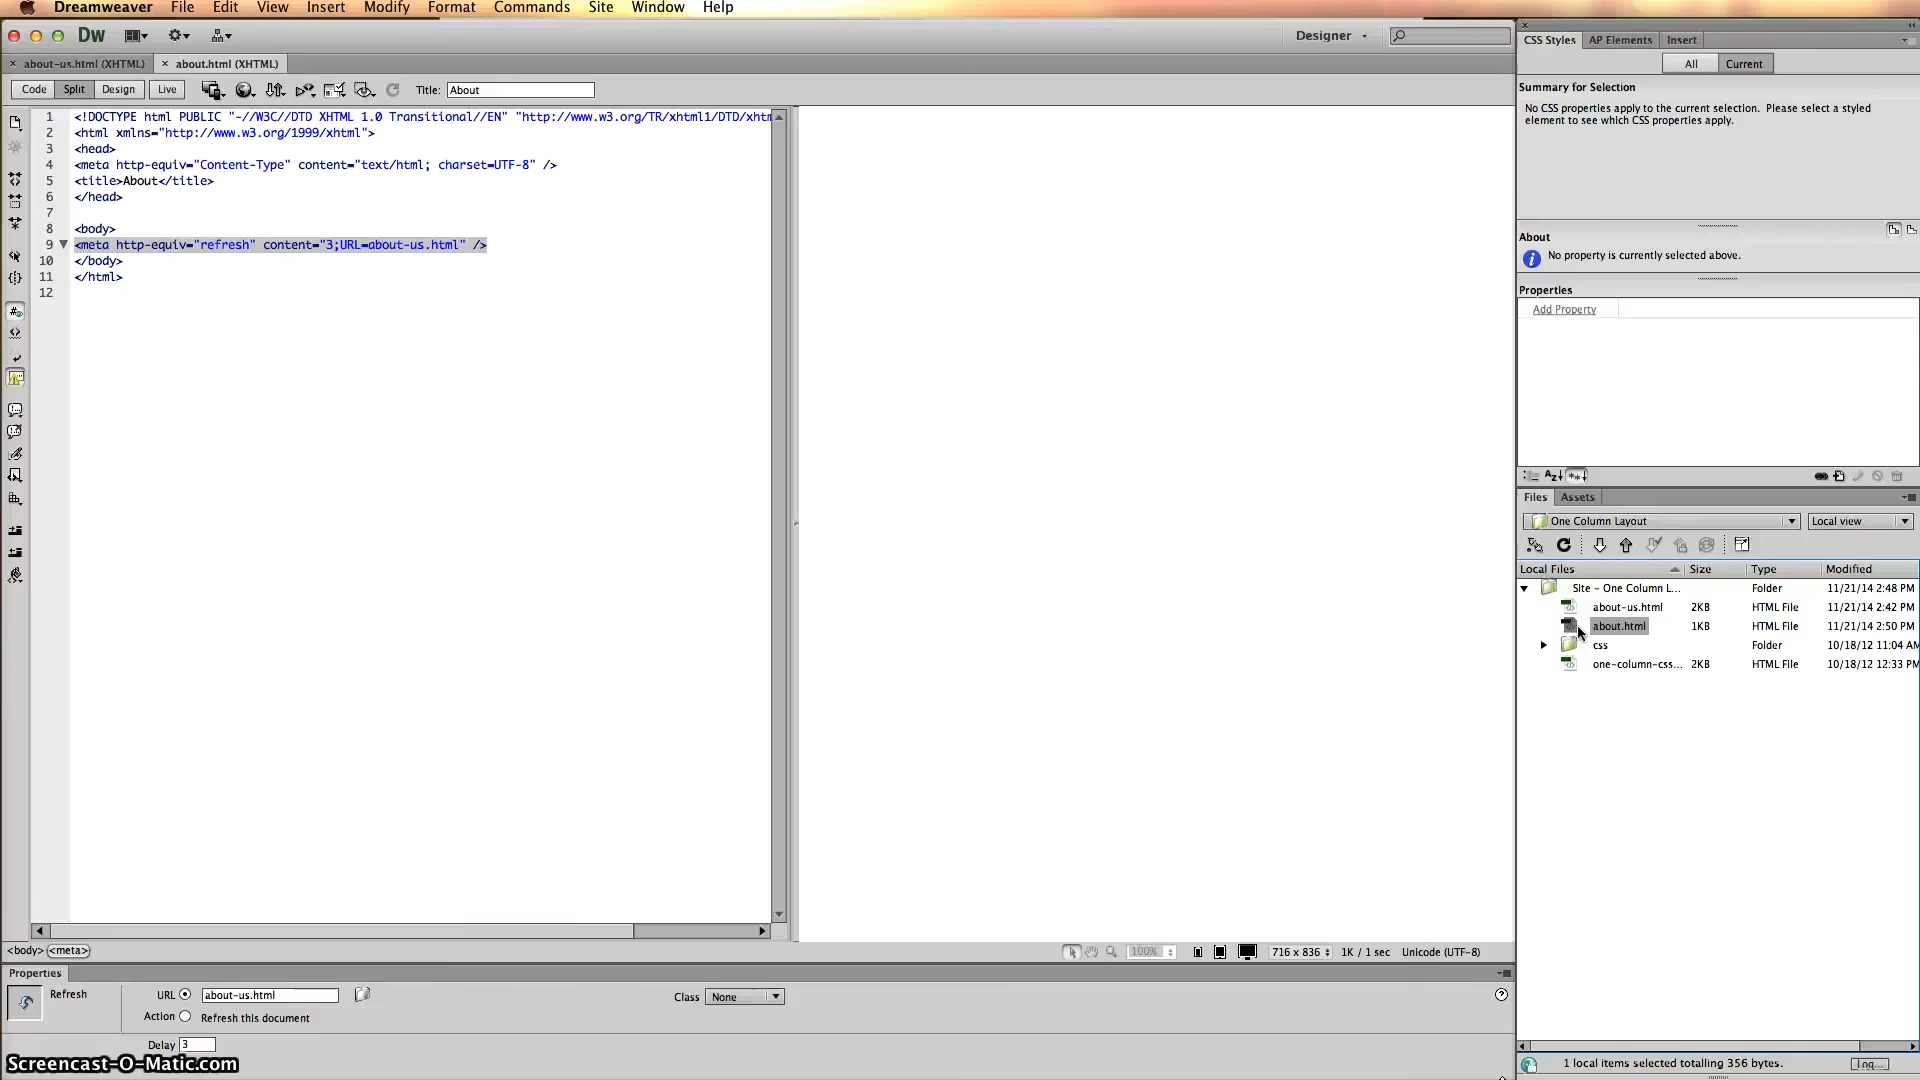 Dreamweaver File Edit View Insert Modify Format Commands Site Window Help
Dw Designer
about-us.html (XHTML) about.html (XHTML)
Code Split Design Live Title: About
1 <!DOCTYPE html PUBLIC "-//W3C//DTD XHTML 1.0 Transitional//EN" "http://www.w3.org/TR/xhtml1/DTD/xhtm
2 <html xmlns="http://www.w3.org/1999/xhtml">
3 <head>
4 <meta http-equiv="Content-Type" content="text/html; charset=UTF-8" />
5 <title>About</title>
6 </head>
7
8 <body>
9 <meta http-equiv="refresh" content="3;URL=about-us.html" />
10 </body>
11 </html>
12
<body> <meta>
100% 716 x 836 1K / 1 sec Unicode (UTF-8)
Properties
Refresh URL about-us.html Class None
Action Refresh this document
Delay 3
Screencast-O-Matic.com
CSS Styles AP Elements Insert
All Current
Summary for Selection
No CSS properties apply to the current selection. Please select a styled
element to see which CSS properties apply.
About
No property is currently selected above.
Properties
Add Property
Files Assets
One Column Layout Local view
Local Files Size Type Modified
Site - One Column L... Folder 11/21/14 2:48 PM
about-us.html 2KB HTML File 11/21/14 2:42 PM
about.html 1KB HTML File 11/21/14 2:50 PM
css Folder 10/18/12 11:04 AM
one-column-css... 2KB HTML File 10/18/12 12:33 PM
1 local items selected totalling 356 bytes. Log...